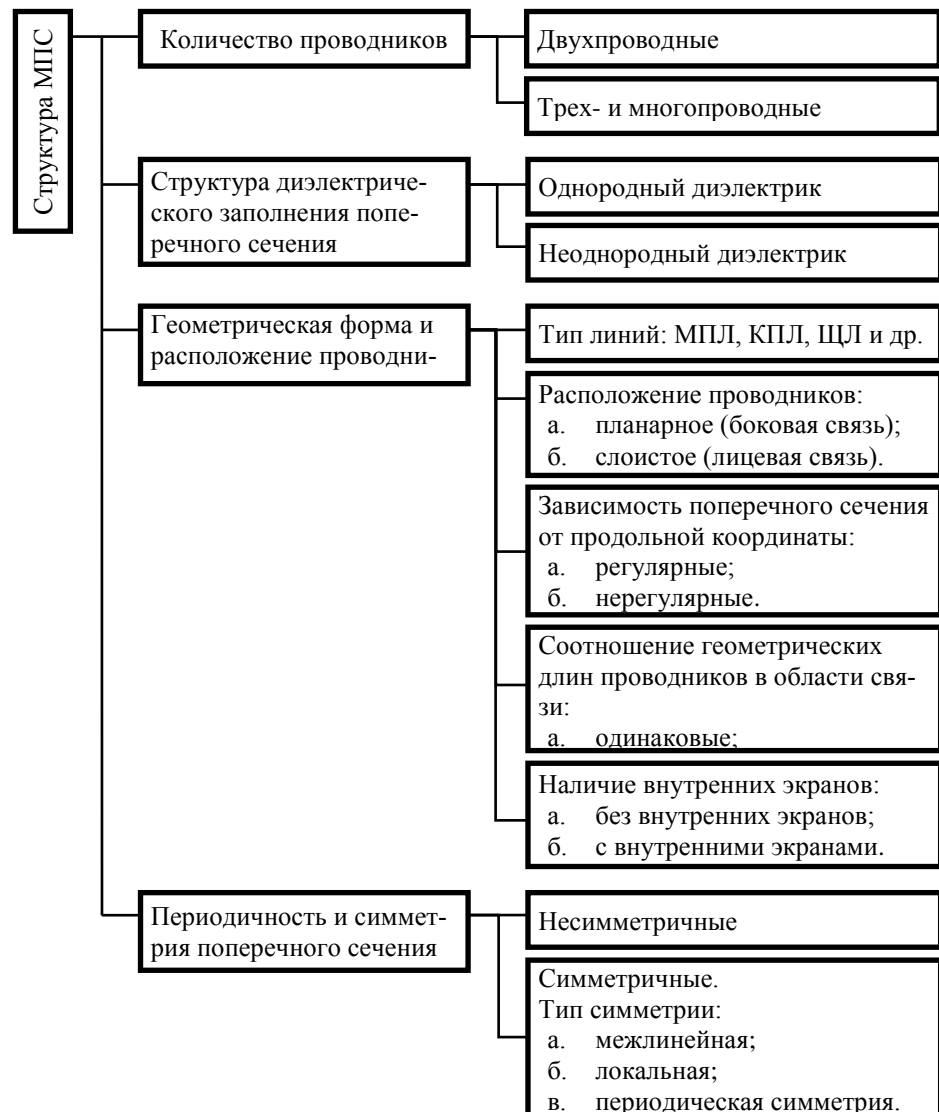 Структура МПС
Количество проводников
Двухпроводные
Трех- и многопроводные
Структура диэлектриче-
ского заполнения попе-
речного сечения
Однородный диэлектрик
Неоднородный диэлектрик
Геометрическая форма и
расположение проводни-
Тип линий: МПЛ, КПЛ, ЩЛ и др.
Расположение проводников:
а. планарное (боковая связь);
б. слоистое (лицевая связь).
Зависимость поперечного сечения
от продольной координаты:
а. регулярные;
б. нерегулярные.
Соотношение геометрических
длин проводников в области свя-
зи:
а. одинаковые;
Наличие внутренних экранов:
а. без внутренних экранов;
б. с внутренними экранами.
Периодичность и симмет-
рия поперечного сечения
Несимметричные
Симметричные.
Тип симметрии:
а. межлинейная;
б. локальная;
в. периодическая симметрия.